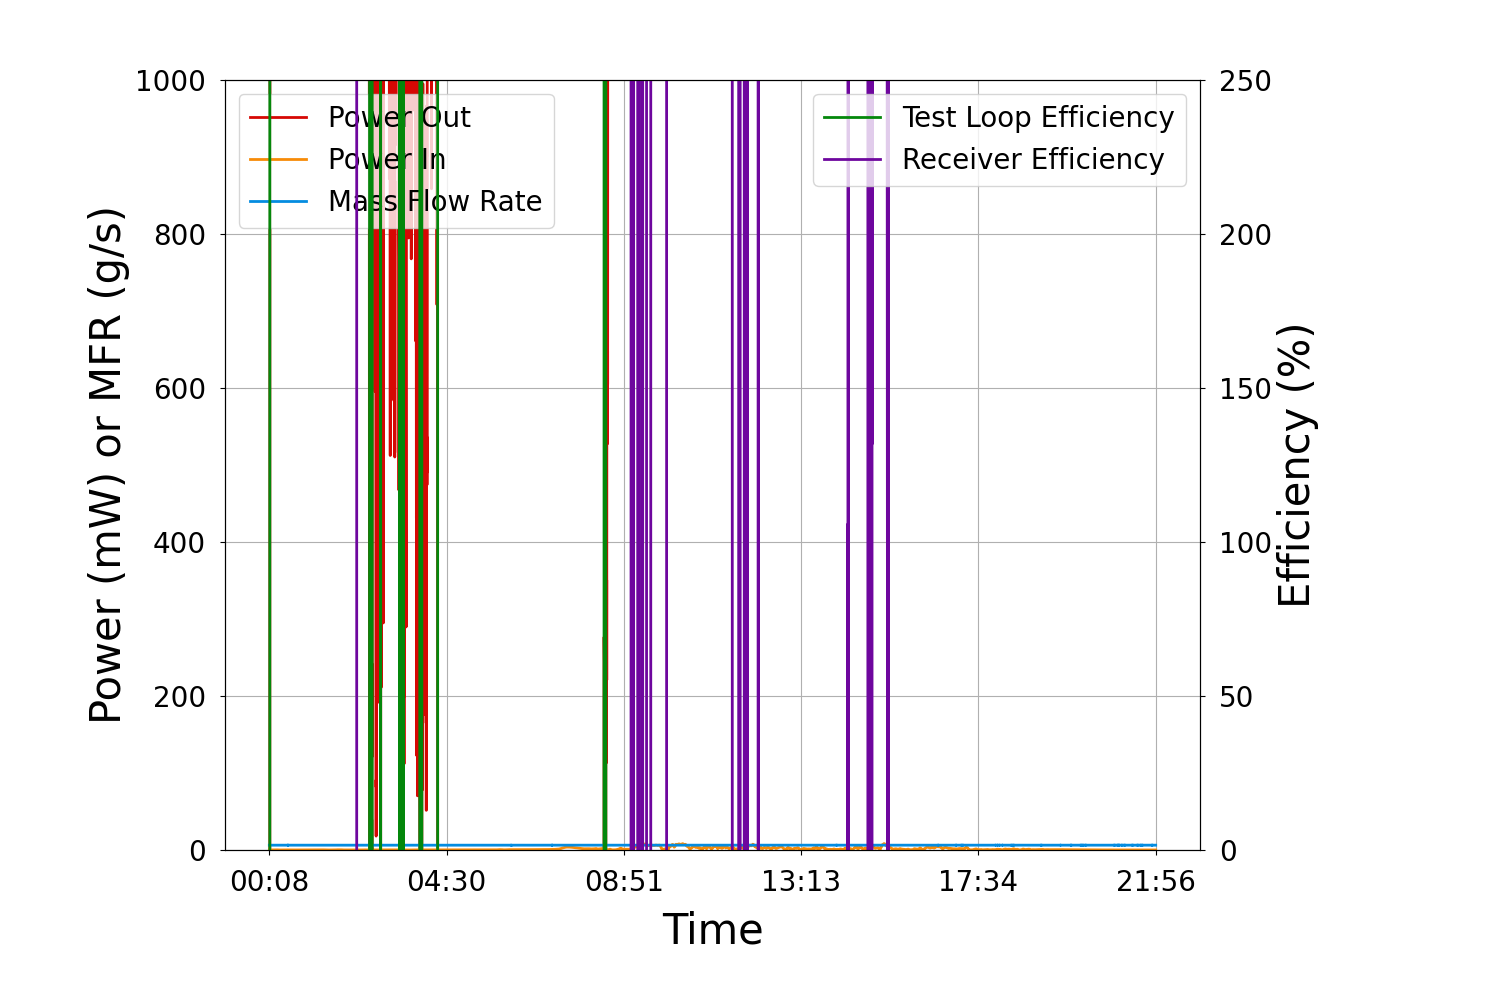 1000
800
600
400
200
0
Power (mW) or MFR (g/s)
Power Out
Power In
Mass Flow Rate
Test Loop Efficiency
Receiver Efficiency
250
200
150
100
50
0
Efficiency (%)
00:08 04:30 08:51 13:13 17:34 21:56
Time